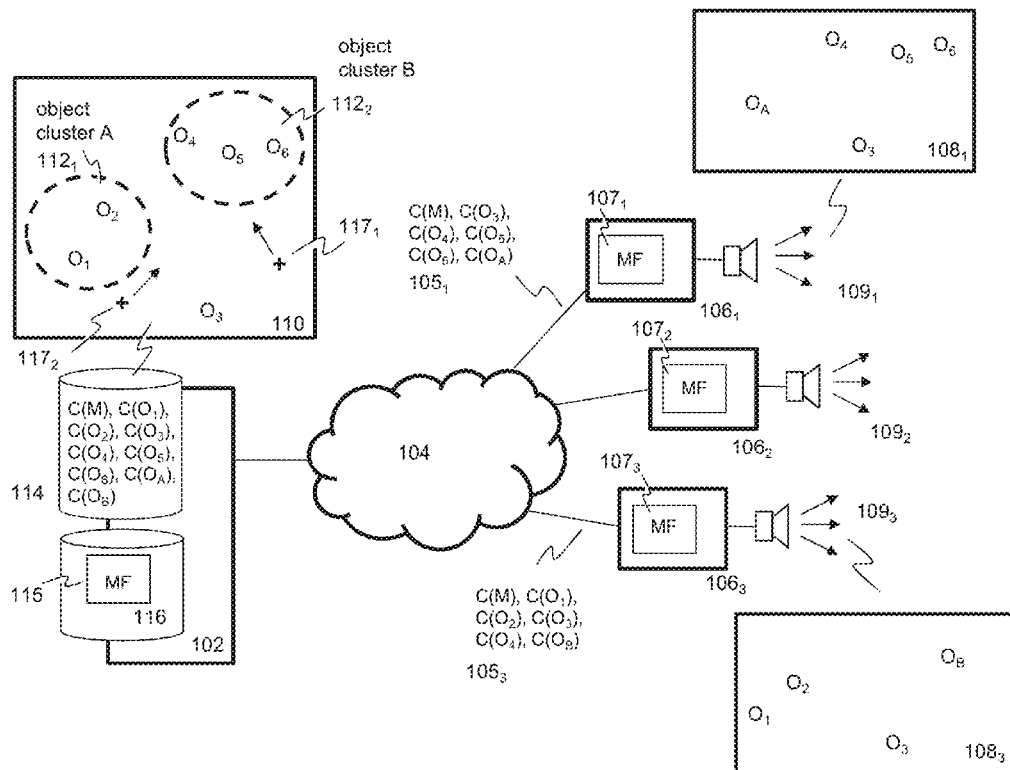 object
cluster B
112₂
object
cluster A
112₁
O₄
O₅
O₆
O₂
O₁
117₁
O₃
110
117₂
C(M), C(O₁),
C(O₂), C(O₃),
C(O₄), C(O₅),
C(O₆), C(O_A),
C(O_B)
114
MF
115
116
102
104
C(M), C(O₃),
C(O₄), C(O₅),
C(O₆), C(O_A)
105₁
107₁
MF
106₁
109₁
107₂
MF
106₂
109₂
107₃
MF
106₃
109₃
C(M), C(O₁),
C(O₂), C(O₃),
C(O₄), C(O_B)
105₃
O₄
O₅
O₆
O_A
O₃
108₁
O_B
O₂
O₁
O₃
108₃